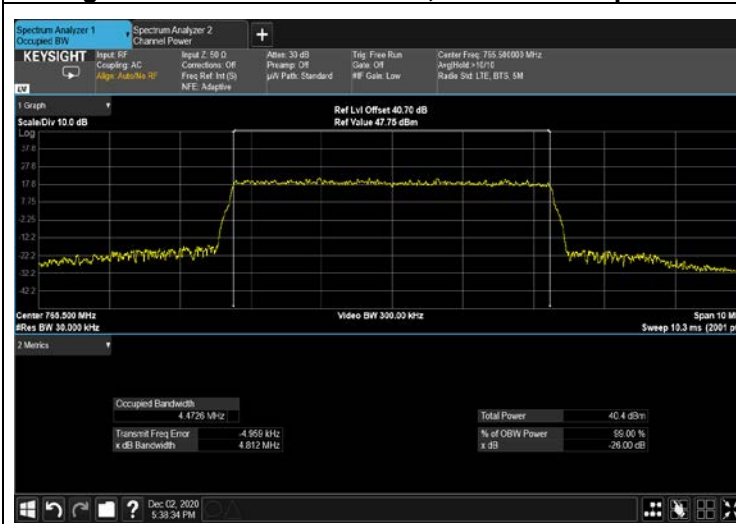 Spectrum Analyzer 1
Occupied BW
Spectrum Analyzer 2
Channel Power
+
KEYSIGHT
Input: RF
Coupling: AC
Align: Auto/No RF
Input Z: 50 Ω
Corrections: Off
Freq Ref: Int (S)
NFE: Adaptive
Atten: 30 dB
Preamp: Off
µW Path: Standard
Trig: Free Run
Gate: Off
#IF Gain: Low
Center Freq: 765.500000 MHz
Avg|Hold:>10/10
Radio Std: LTE, BTS, 5M
1 Graph
Scale/Div 10.0 dB
Ref Lvl Offset 40.70 dB
Ref Value 47.75 dBm
Log
37.8
27.8
17.8
7.75
-2.25
-12.2
-22.2
-32.2
-42.2
Center 765.500 MHz
#Res BW 30.000 kHz
Video BW 300.00 kHz
Span 10 M
Sweep 10.3 ms (2001 p
2 Metrics
Occupied Bandwidth
4.4726 MHz
Transmit Freq Error -4.959 kHz
x dB Bandwidth 4.812 MHz
Total Power 40.4 dBm
% of OBW Power 99.00 %
x dB -26.00 dB
? Dec 02, 2020
5:38:34 PM